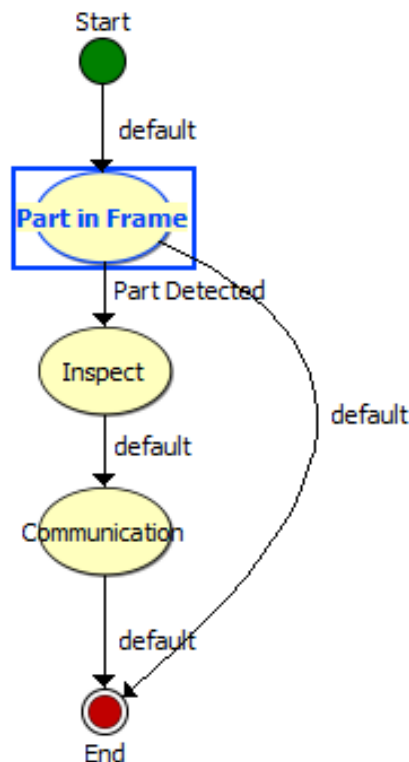 Start
default
Part in Frame
Part Detected
Inspect
default
default
Communication
default
End